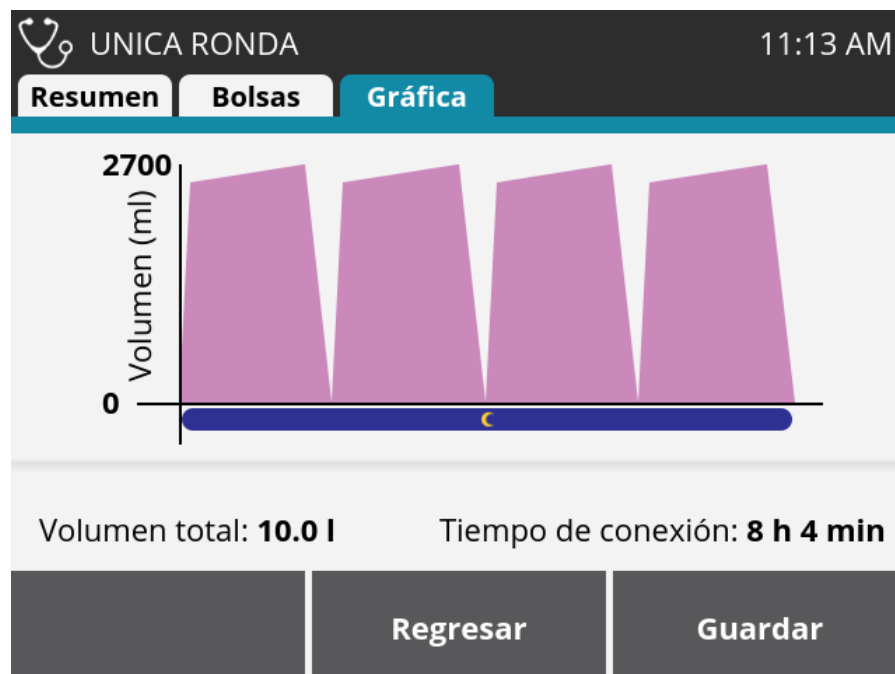 UNICA RONDA 11:13 AM
Resumen Bolsas Gráfica
2700
Volumen (ml)
0
Volumen total: 10.0 l Tiempo de conexión: 8 h 4 min
Regresar Guardar